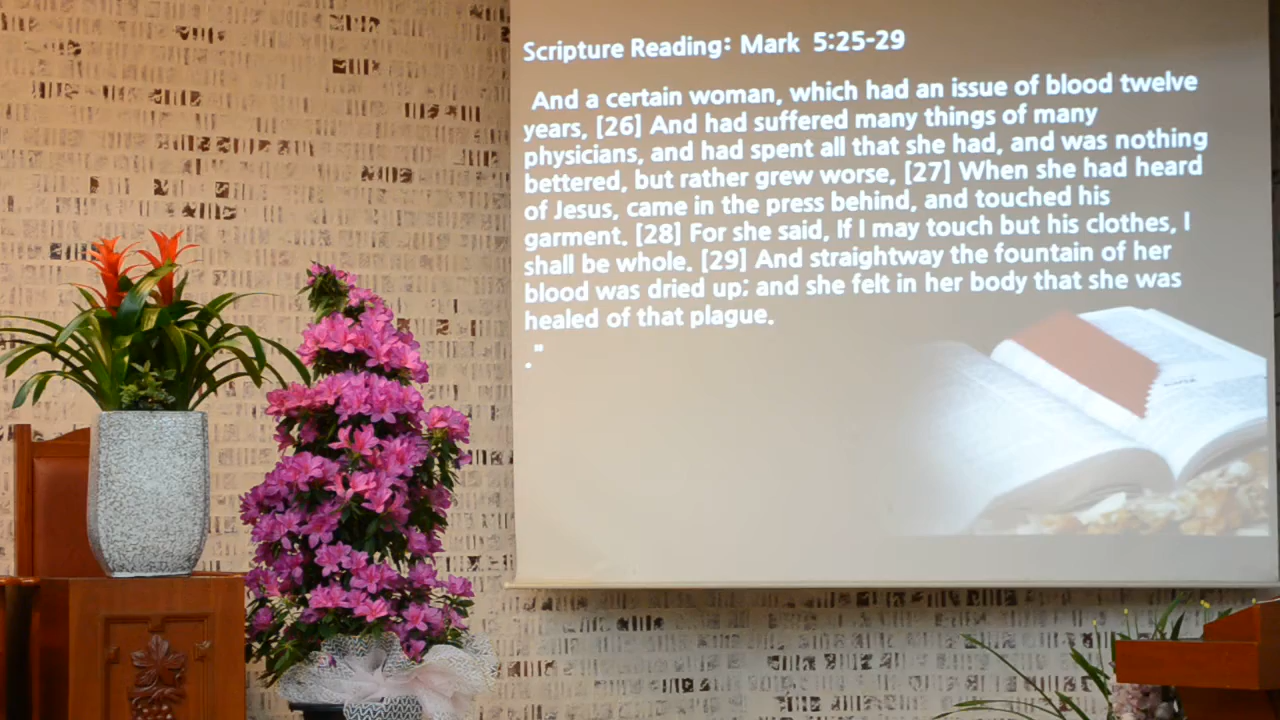 Scripture Reading: Mark 5:25-29
And a certain woman, which had an issue of blood twelve
years, [26] And had suffered many things of many
physicians, and had spent all that she had, and was nothing
bettered, but rather grew worse, [27] When she had heard
of Jesus, came in the press behind, and touched his
garment. [28] For she said, If I may touch but his clothes, I
shall be whole. [29] And straightway the fountain of her
blood was dried up; and she felt in her body that she was
healed of that plague.
."